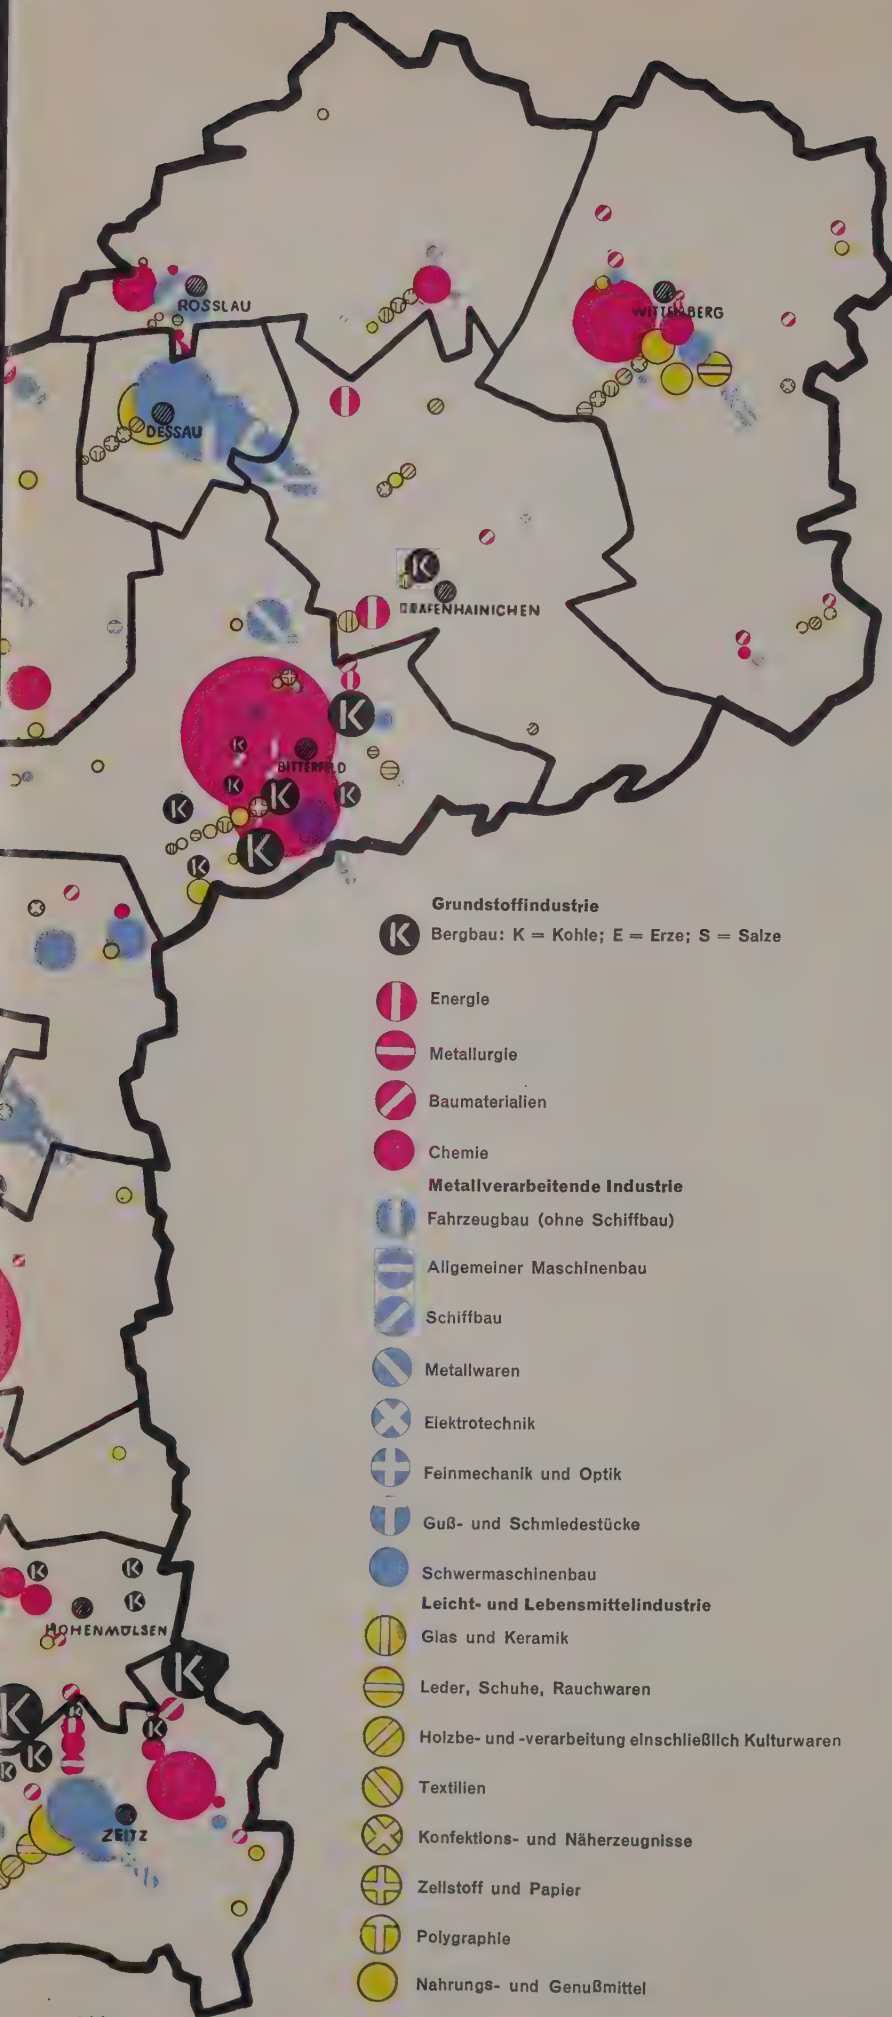 ROSSLAU
WITTENBERG
DESSAU
K
GRÄFENHAINICHEN
K
K
BITTERFELD
K
K
K
K
K
K
Grundstoffindustrie
K
Bergbau: K = Kohle; E = Erze; S = Salze
Energie
Metallurgie
Baumaterialien
Chemie
Metallverarbeitende Industrie
Fahrzeugbau (ohne Schiffbau)
Allgemeiner Maschinenbau
Schiffbau
Metallwaren
Elektrotechnik
Feinmechanik und Optik
Guß- und Schmiedestücke
Schwermaschinenbau
Leicht- und Lebensmittelindustrie
Glas und Keramik
Leder, Schuhe, Rauchwaren
Holzbe- und -verarbeitung einschließlich Kulturwaren
Textilien
Konfektions- und Näherzeugnisse
Zellstoff und Papier
Polygraphie
Nahrungs- und Genußmittel
K
K
K
HOHENMÖLSEN
K
K
K
K
K
ZEITZ